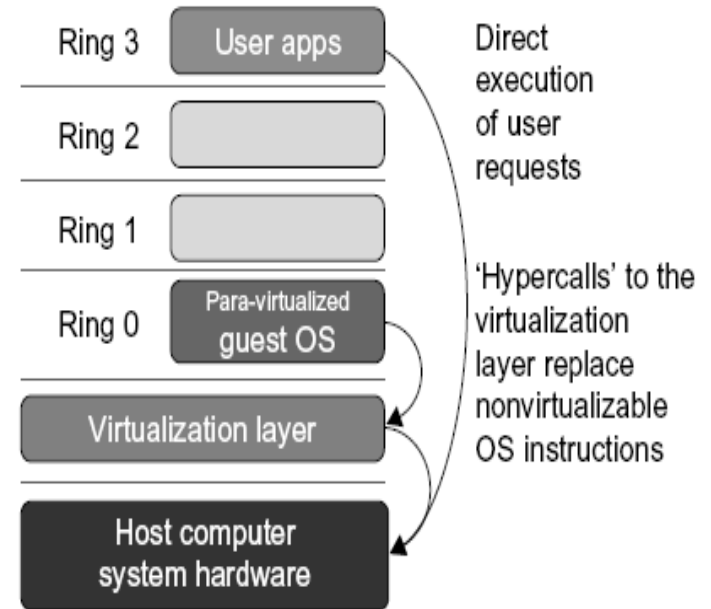 Ring 3
User apps
Direct
execution
of user
requests
Ring 2
Ring 1
Ring 0
Para-virtualized
guest OS
'Hypercalls' to the
virtualization
layer replace
nonvirtualizable
OS instructions
Virtualization layer
Host computer
system hardware